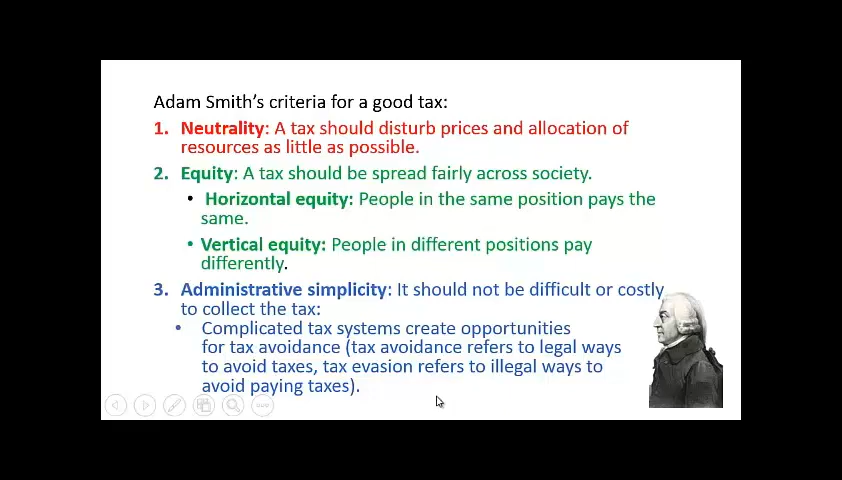 Adam Smith's criteria for a good tax:
1. Neutrality: A tax should disturb prices and allocation of
resources as little as possible.
2. Equity: A tax should be spread fairly across society.
• Horizontal equity: People in the same position pays the
same.
• Vertical equity: People in different positions pay
differently.
3. Administrative simplicity: It should not be difficult or costly
to collect the tax:
• Complicated tax systems create opportunities
for tax avoidance (tax avoidance refers to legal ways
to avoid taxes, tax evasion refers to illegal ways to
avoid paying taxes).